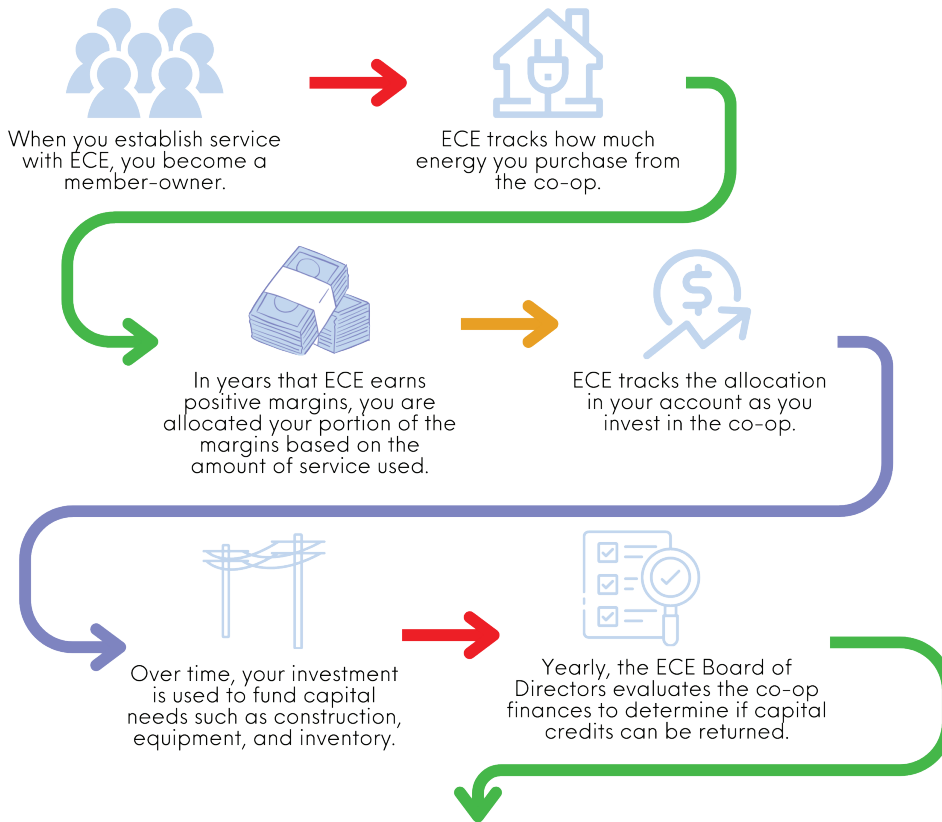 When you establish service
with ECE, you become a
member-owner.
ECE tracks how much
energy you purchase from
the co-op.
In years that ECE earns
positive margins, you are
allocated your portion of the
margins based on the
amount of service used.
$
ECE tracks the allocation
in your account as you
invest in the co-op.
Over time, your investment
is used to fund capital
needs such as construction,
equipment, and inventory.
Yearly, the ECE Board of
Directors evaluates the co-op
finances to determine if capital
credits can be returned.